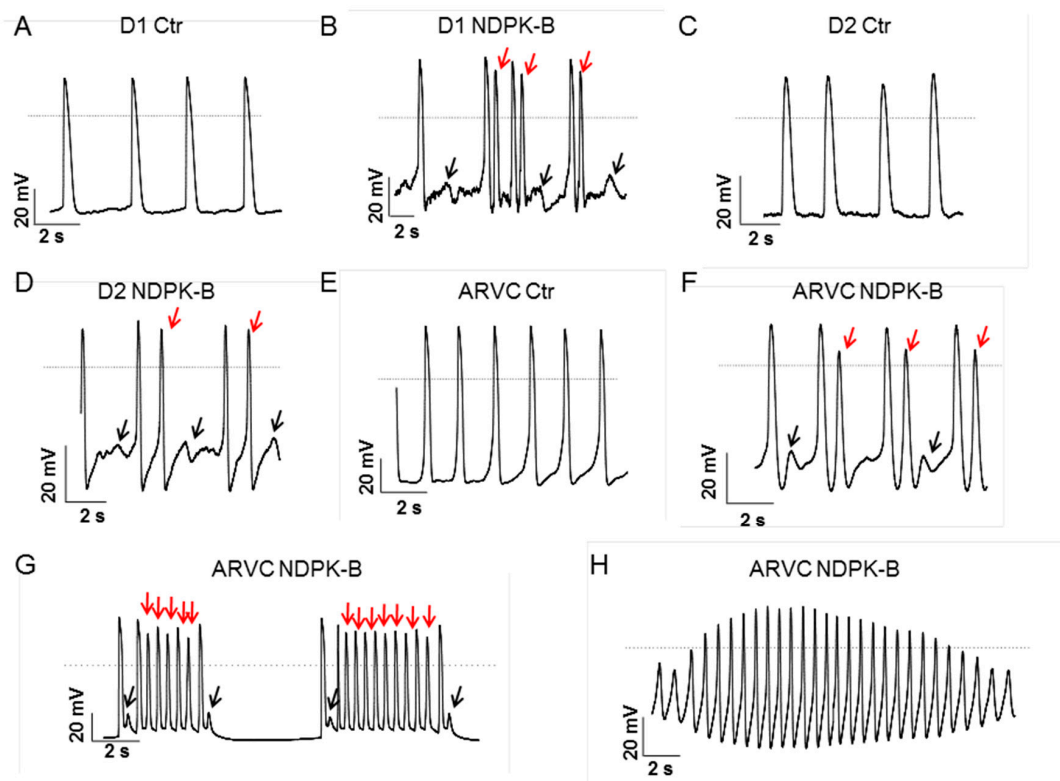 A
D1 Ctr
20 mV
2 s
B
D1 NDPK-B
20 mV
2 s
C
D2 Ctr
20 mV
2 s
D
D2 NDPK-B
20 mV
2 s
E
ARVC Ctr
20 mV
2 s
F
ARVC NDPK-B
20 mV
2 s
G
ARVC NDPK-B
20 mV
2 s
H
ARVC NDPK-B
20 mV
2 s